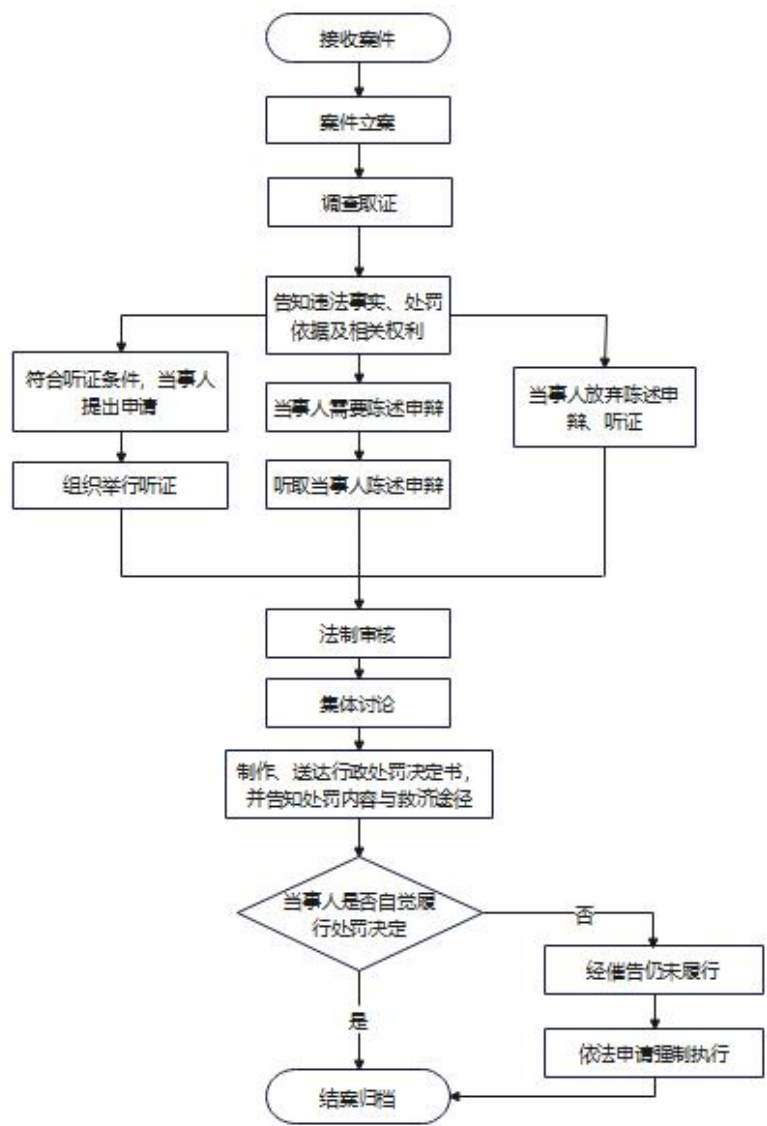 接收案件
案件立案
调查取证
告知违法事实、处罚
依据及相关权利
符合听证条件，当事人
提出申请
当事人需要陈述申辩
当事人放弃陈述申
辩、听证
组织举行听证
听取当事人陈述申辩
法制审核
集体讨论
制作、送达行政处罚决定书，
并告知处罚内容与救济途径
当事人是否自觉履
行处罚决定
否
经催告仍未履行
是
依法申请强制执行
结案归档